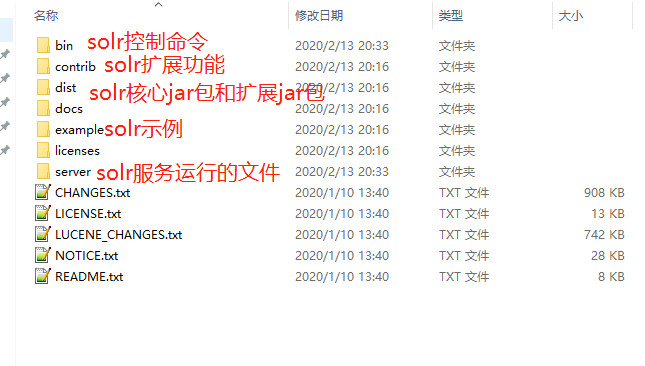 名称 修改日期 类型 大小
bin solr控制命令 2020/2/13 20:33 文件夹
contrib solr扩展功能 2020/2/13 20:16 文件夹
dist solr核心jar包和扩展jar包 2020/2/13 20:16 文件夹
docs 2020/2/13 20:16 文件夹
example solr示例 2020/2/13 20:16 文件夹
licenses 2020/2/13 20:16 文件夹
server solr服务运行的文件 2020/2/13 20:33 文件夹
CHANGES.txt 2020/1/10 13:40 TXT 文件 908 KB
LICENSE.txt 2020/1/10 13:40 TXT 文件 13 KB
LUCENE_CHANGES.txt 2020/1/10 13:40 TXT 文件 742 KB
NOTICE.txt 2020/1/10 13:40 TXT 文件 28 KB
README.txt 2020/1/10 13:40 TXT 文件 8 KB